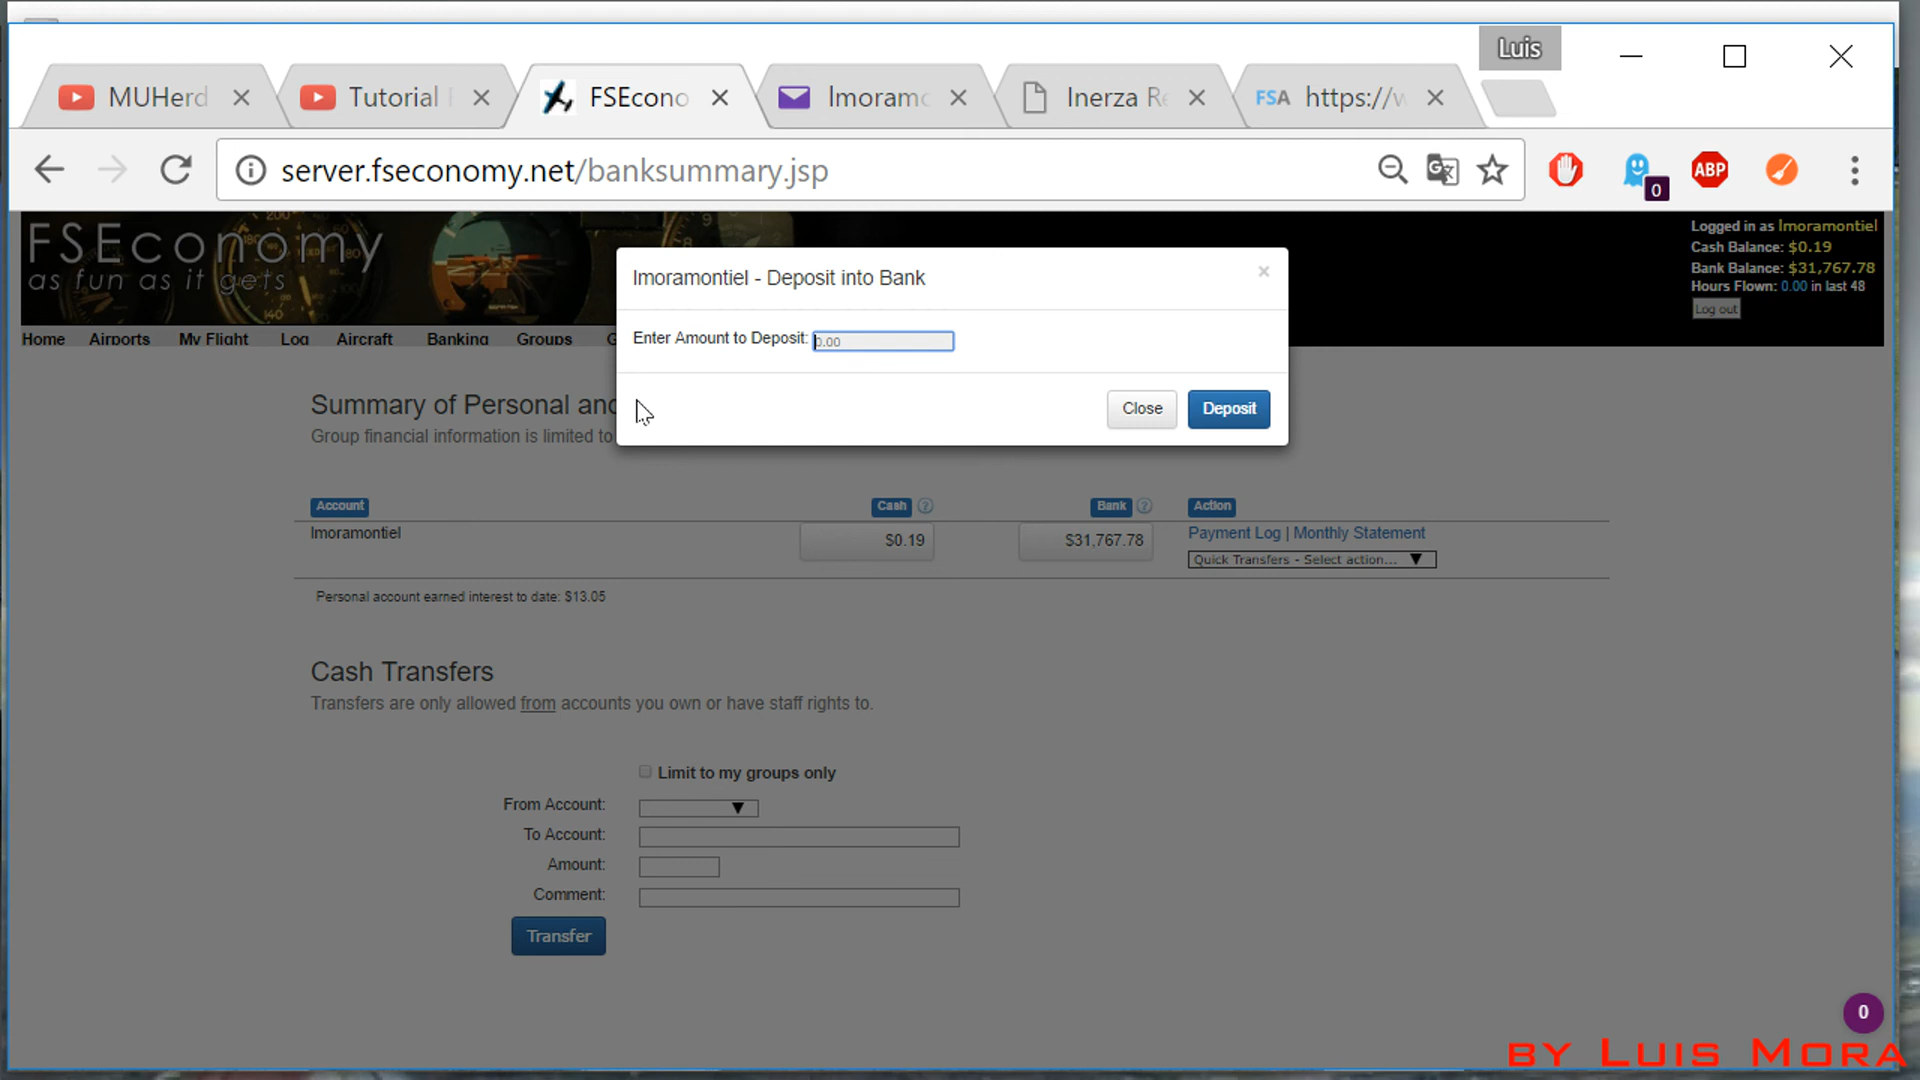 Luis
MUHerd
Tutorial
FSEcono
lmoramo
Inerza Re
FSA https://w
server.fseconomy.net/banksummary.jsp
ABP
0
FSEconomy
as fun as it gets
Logged in as lmoramontiel
Cash Balance: $0.19
Bank Balance: $31,767.78
Hours Flown: 0.00 in last 48
Log out
Home Airports My Flight Log Aircraft Banking Groups G
lmoramontiel - Deposit into Bank
×
Enter Amount to Deposit: 0.00
Close Deposit
Summary of Personal and
Group financial information is limited to
Account Cash ? Bank ? Action
lmoramontiel $0.19 $31,767.78 Payment Log | Monthly Statement
Quick Transfers - Select action...
Personal account earned interest to date: $13.05
Cash Transfers
Transfers are only allowed from accounts you own or have staff rights to.
Limit to my groups only
From Account:
To Account:
Amount:
Comment:
Transfer
0
BY LUIS MORA